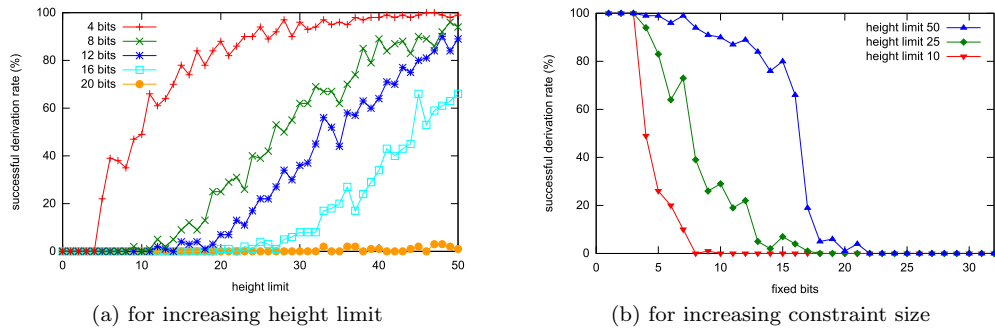 100
80
60
40
20
0
0 10 20 30 40 50
successful derivation rate (%)
height limit
4 bits
8 bits
12 bits
16 bits
20 bits
(a) for increasing height limit
100
80
60
40
20
0
5 10 15 20 25 30
successful derivation rate (%)
fixed bits
height limit 50
height limit 25
height limit 10
(b) for increasing constraint size